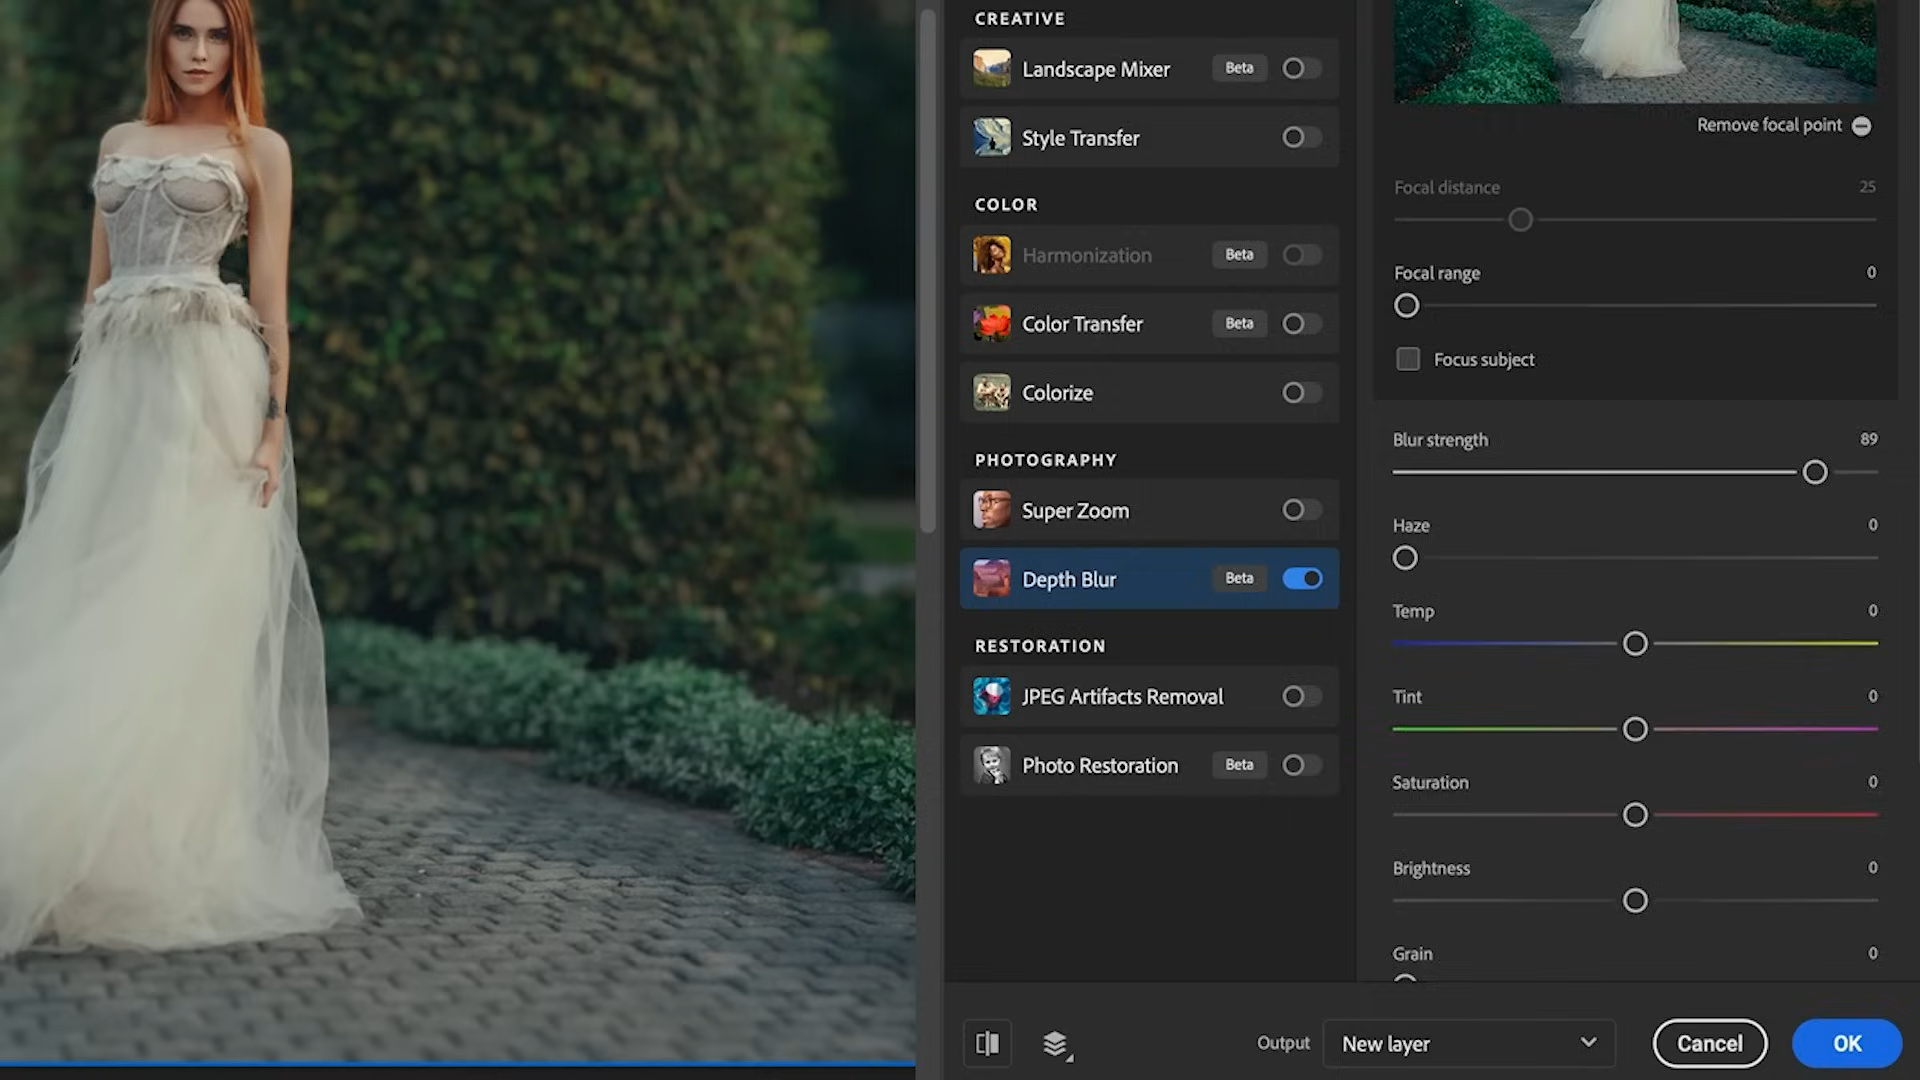 CREATIVE
Landscape Mixer Beta
Style Transfer
COLOR
Harmonization Beta
Color Transfer Beta
Colorize
PHOTOGRAPHY
Super Zoom
Depth Blur Beta
RESTORATION
JPEG Artifacts Removal
Photo Restoration Beta
Remove focal point
Focal distance 25
Focal range 0
Focus subject
Blur strength 89
Haze 0
Temp 0
Tint 0
Saturation 0
Brightness 0
Grain 0
Output New layer Cancel OK